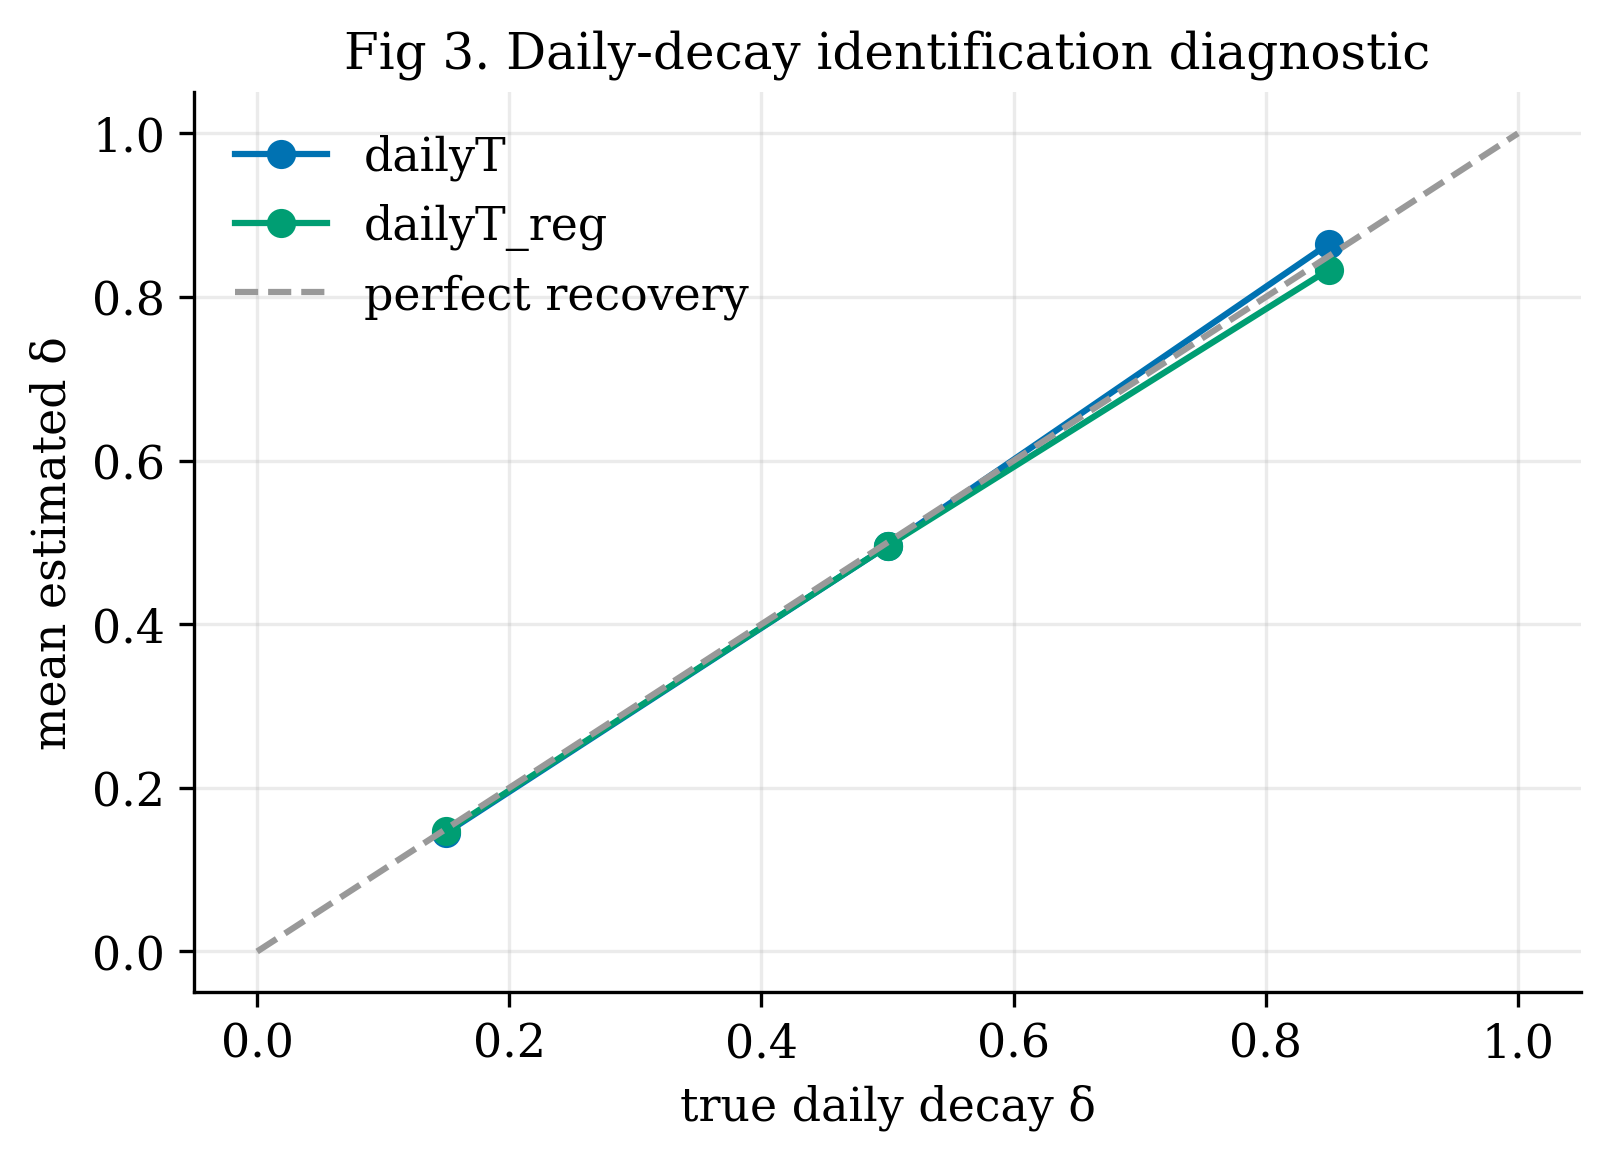 Fig 3. Daily-decay identification diagnostic
1.0
0.8
0.6
0.4
0.2
0.0
mean estimated δ
dailyT
dailyT_reg
perfect recovery
0.0 0.2 0.4 0.6 0.8 1.0
true daily decay δ